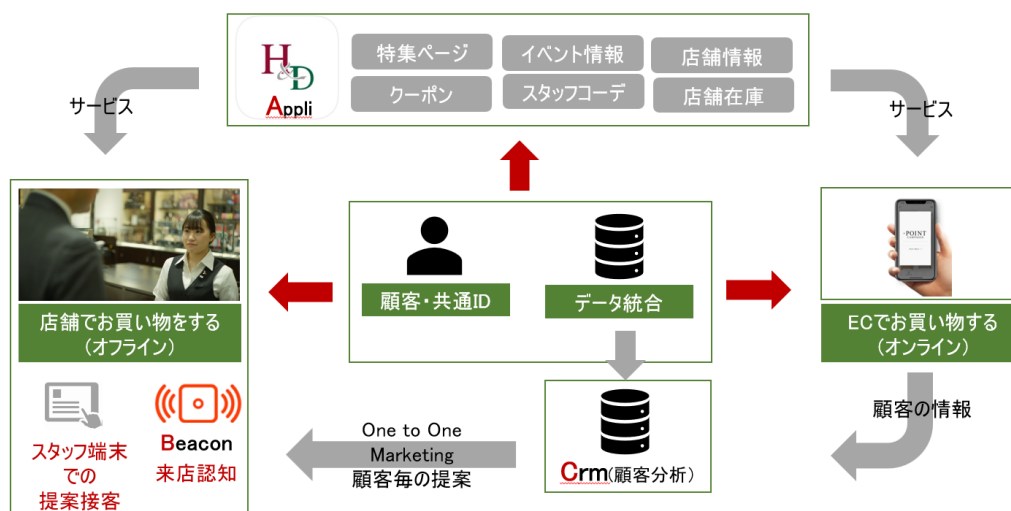 H&D
Appli
特集ページ
イベント情報
店舗情報
クーポン
スタッフコーデ
店舗在庫
サービス
サービス
顧客・共通ID
データ統合
店舗でお買い物をする
(オフライン)
ECでお買い物する
(オンライン)
POINT
スタッフ端末
での
提案接客
Beacon
来店認知
One to One
Marketing
顧客毎の提案
Crm(顧客分析)
顧客の情報